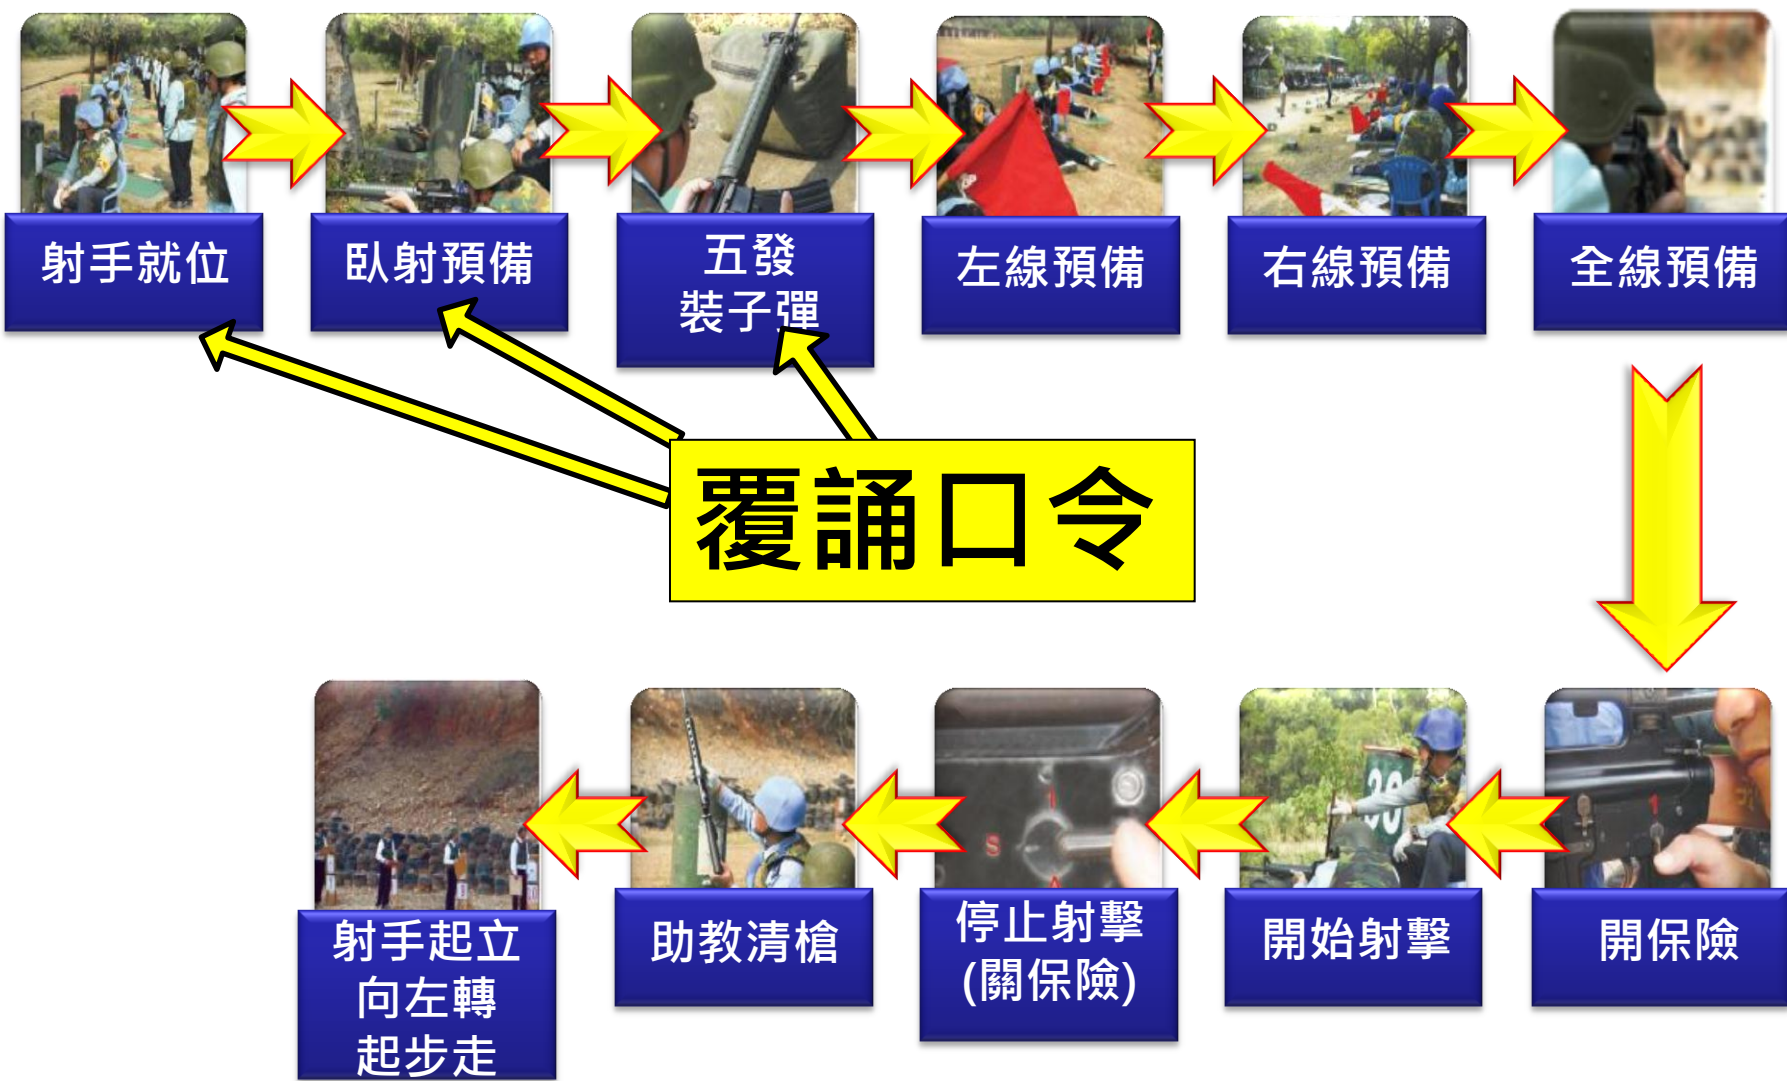 射手就位
臥射預備
五發
裝子彈
左線預備
右線預備
全線預備
覆誦口令
開保險
開始射擊
停止射擊
(關保險)
助教清槍
射手起立
向左轉
起步走
30
S